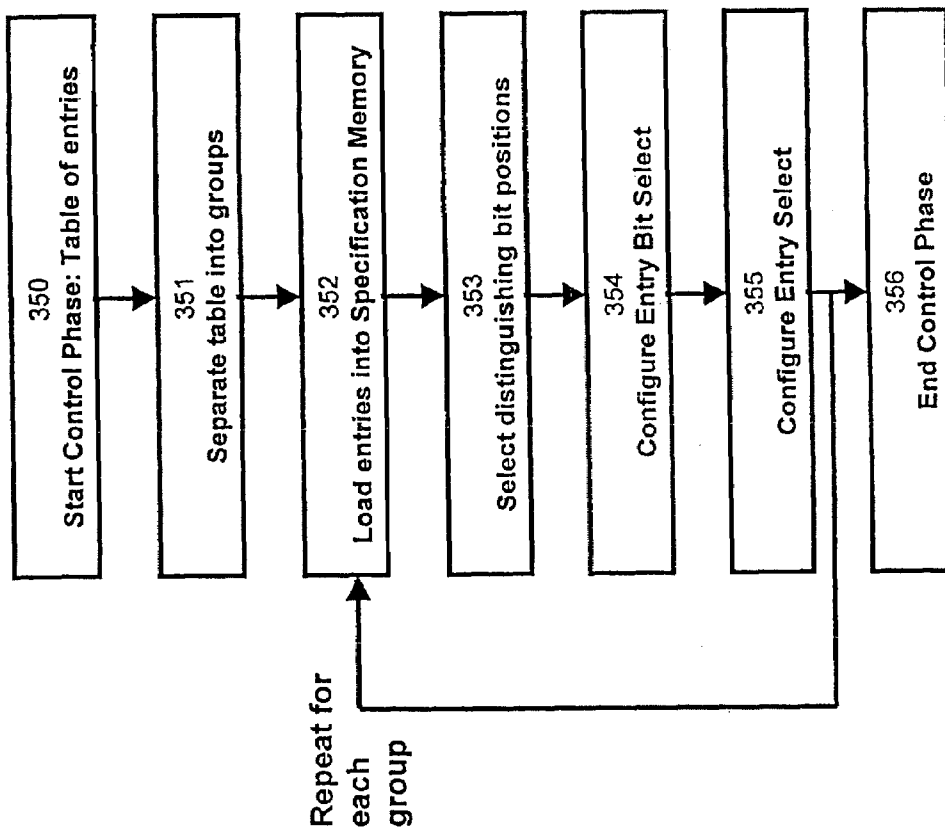 350
Start Control Phase: Table of entries
351
Separate table into groups
352
Load entries into Specification Memory
353
Select distinguishing bit positions
354
Configure Entry Bit Select
355
Configure Entry Select
356
End Control Phase
Repeat for
each
group